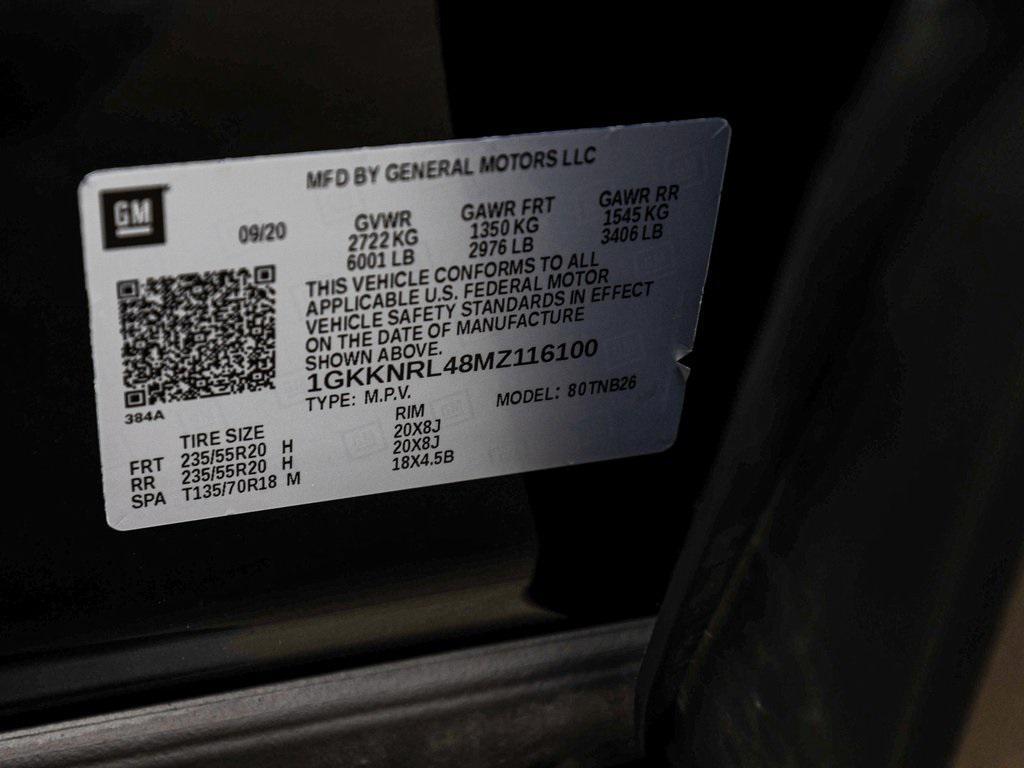 MFD BY GENERAL MOTORS LLC
GM
09/20
GVWR GAWR FRT GAWR RR
2722 KG 1350 KG 1545 KG
6001 LB 2976 LB 3406 LB
THIS VEHICLE CONFORMS TO ALL
APPLICABLE U.S. FEDERAL MOTOR
VEHICLE SAFETY STANDARDS IN EFFECT
ON THE DATE OF MANUFACTURE
SHOWN ABOVE.
1GKKNRL48MZ116100
TYPE: M.P.V. MODEL: 80TNB26
384A
TIRE SIZE RIM
FRT 235/55R20 H 20X8J
RR 235/55R20 H 20X8J
SPA T135/70R18 M 18X4.5B